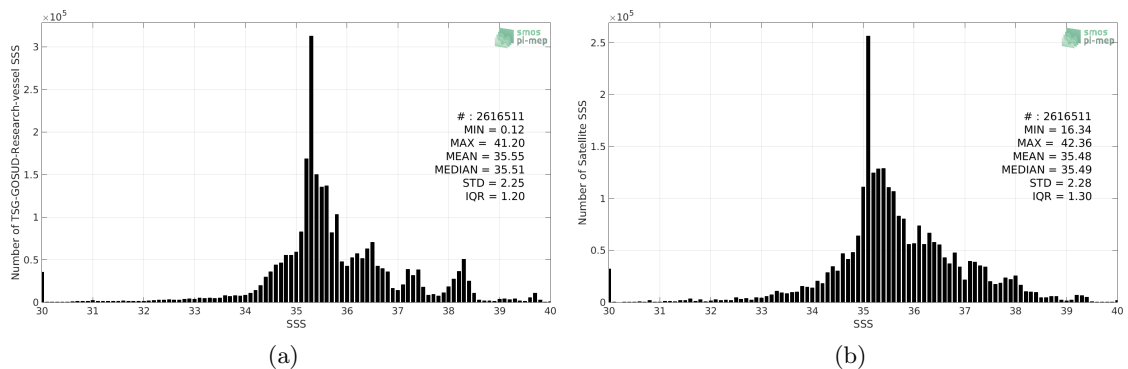 ×10⁵
3
2.5
2
1.5
1
0.5
0
30 31 32 33 34 35 36 37 38 39 40
SSS
Number of TSG-GOSUD-Research-vessel SSS
smos
pi-mep
# : 2616511
MIN = 0.12
MAX = 41.20
MEAN = 35.55
MEDIAN = 35.51
STD = 2.25
IQR = 1.20
(a)
×10⁵
2.5
2
1.5
1
0.5
0
30 31 32 33 34 35 36 37 38 39 40
SSS
Number of Satellite SSS
smos
pi-mep
# : 2616511
MIN = 16.34
MAX = 42.36
MEAN = 35.48
MEDIAN = 35.49
STD = 2.28
IQR = 1.30
(b)